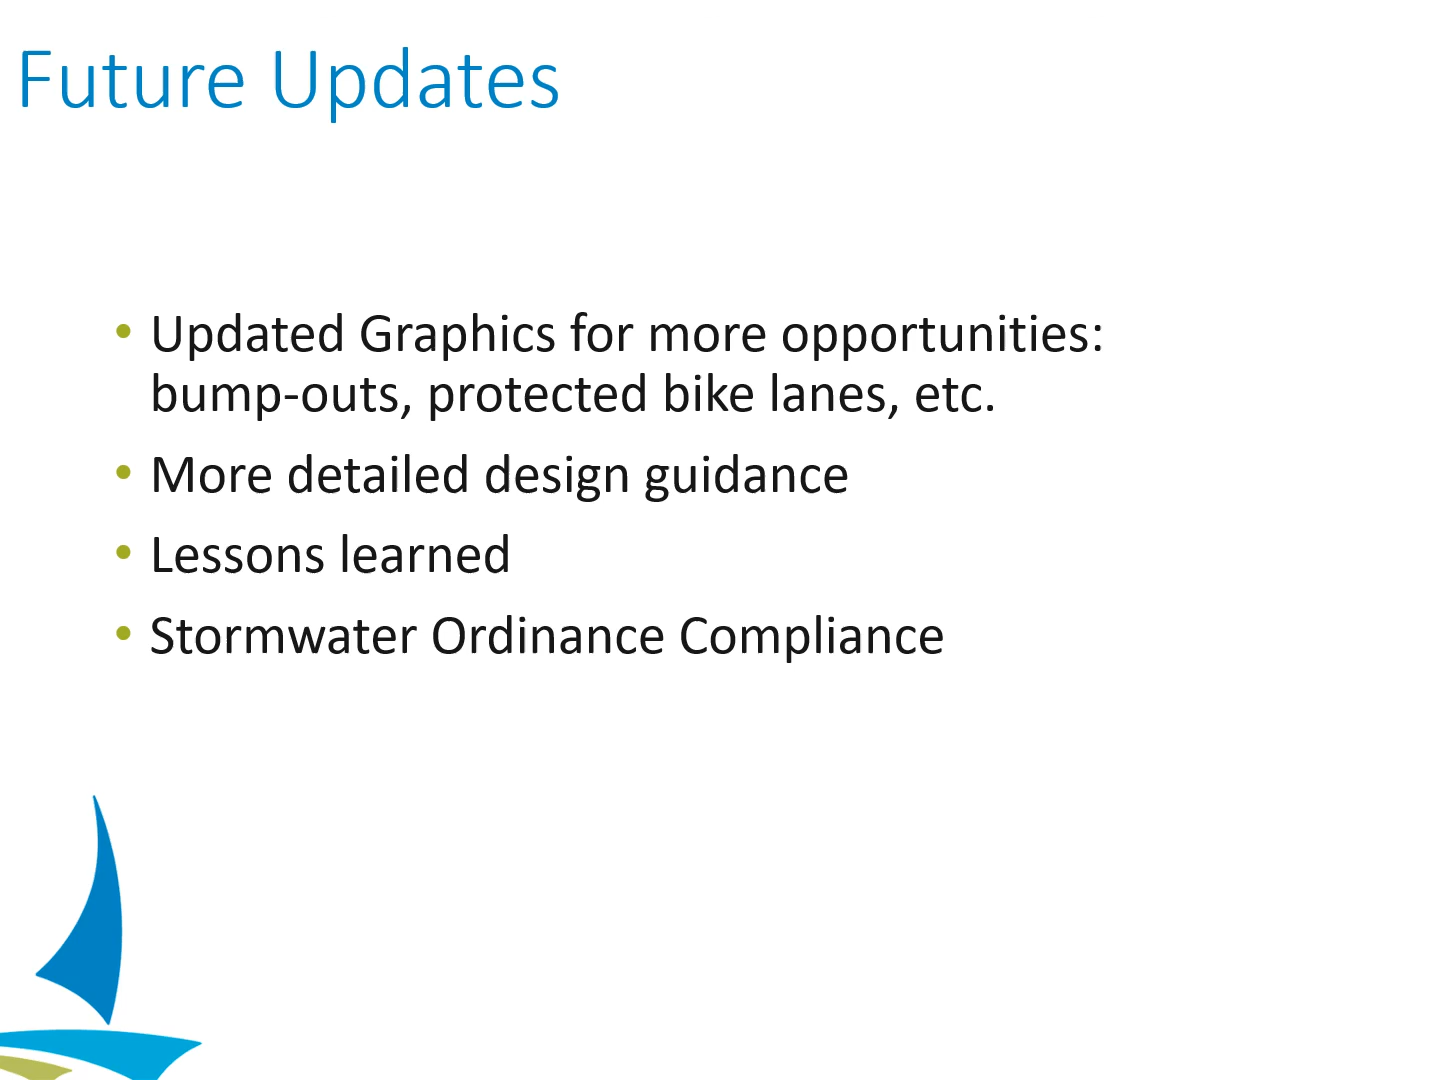 Future Updates
• Updated Graphics for more opportunities:
bump-outs, protected bike lanes, etc.
• More detailed design guidance
• Lessons learned
• Stormwater Ordinance Compliance